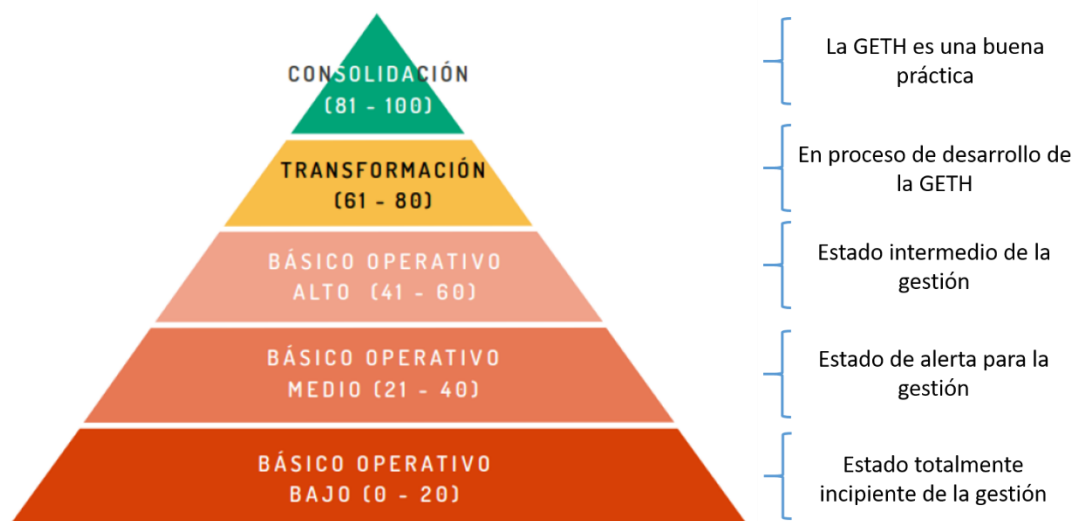 CONSOLIDACIÓN
(81 - 100)
La GETH es una buena
práctica
TRANSFORMACIÓN
(61 - 80)
En proceso de desarrollo de
la GETH
BÁSICO OPERATIVO
ALTO (41 - 60)
Estado intermedio de la
gestión
BÁSICO OPERATIVO
MEDIO (21 - 40)
Estado de alerta para la
gestión
BÁSICO OPERATIVO
BAJO (0 - 20)
Estado totalmente
incipiente de la gestión